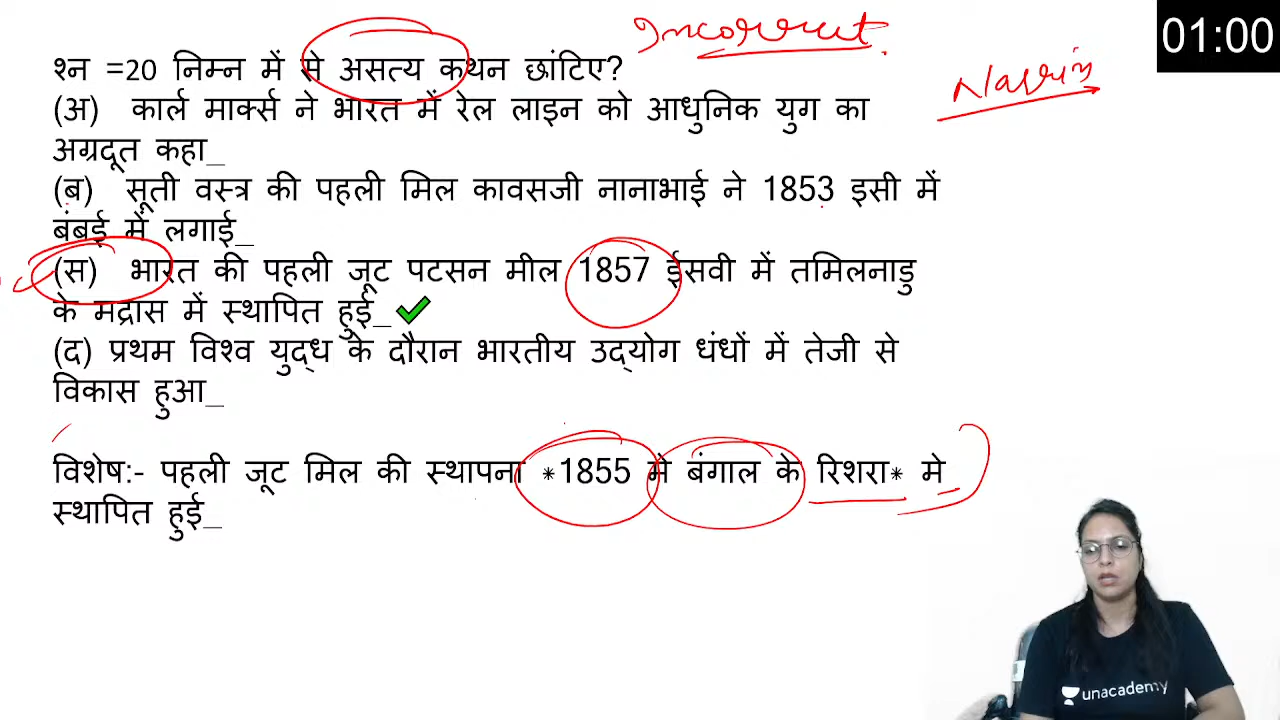 Incorrect.
01:00
Navrin
श्न =20 निम्न में से असत्य कथन छांटिए?
(अ) कार्ल मार्क्स ने भारत में रेल लाइन को आधुनिक युग का
अग्रदूत कहा_
(ब) सूती वस्त्र की पहली मिल कावसजी नानाभाई ने 1853 इसी में
बंबई में लगाई_
(स) भारत की पहली जूट पटसन मील 1857 ईसवी में तमिलनाडु
के मद्रास में स्थापित हुई_
(द) प्रथम विश्व युद्ध के दौरान भारतीय उद्योग धंधों में तेजी से
विकास हुआ_
विशेष:- पहली जूट मिल की स्थापना *1855 मे बंगाल के रिशरा* मे
स्थापित हुई_
unacademy